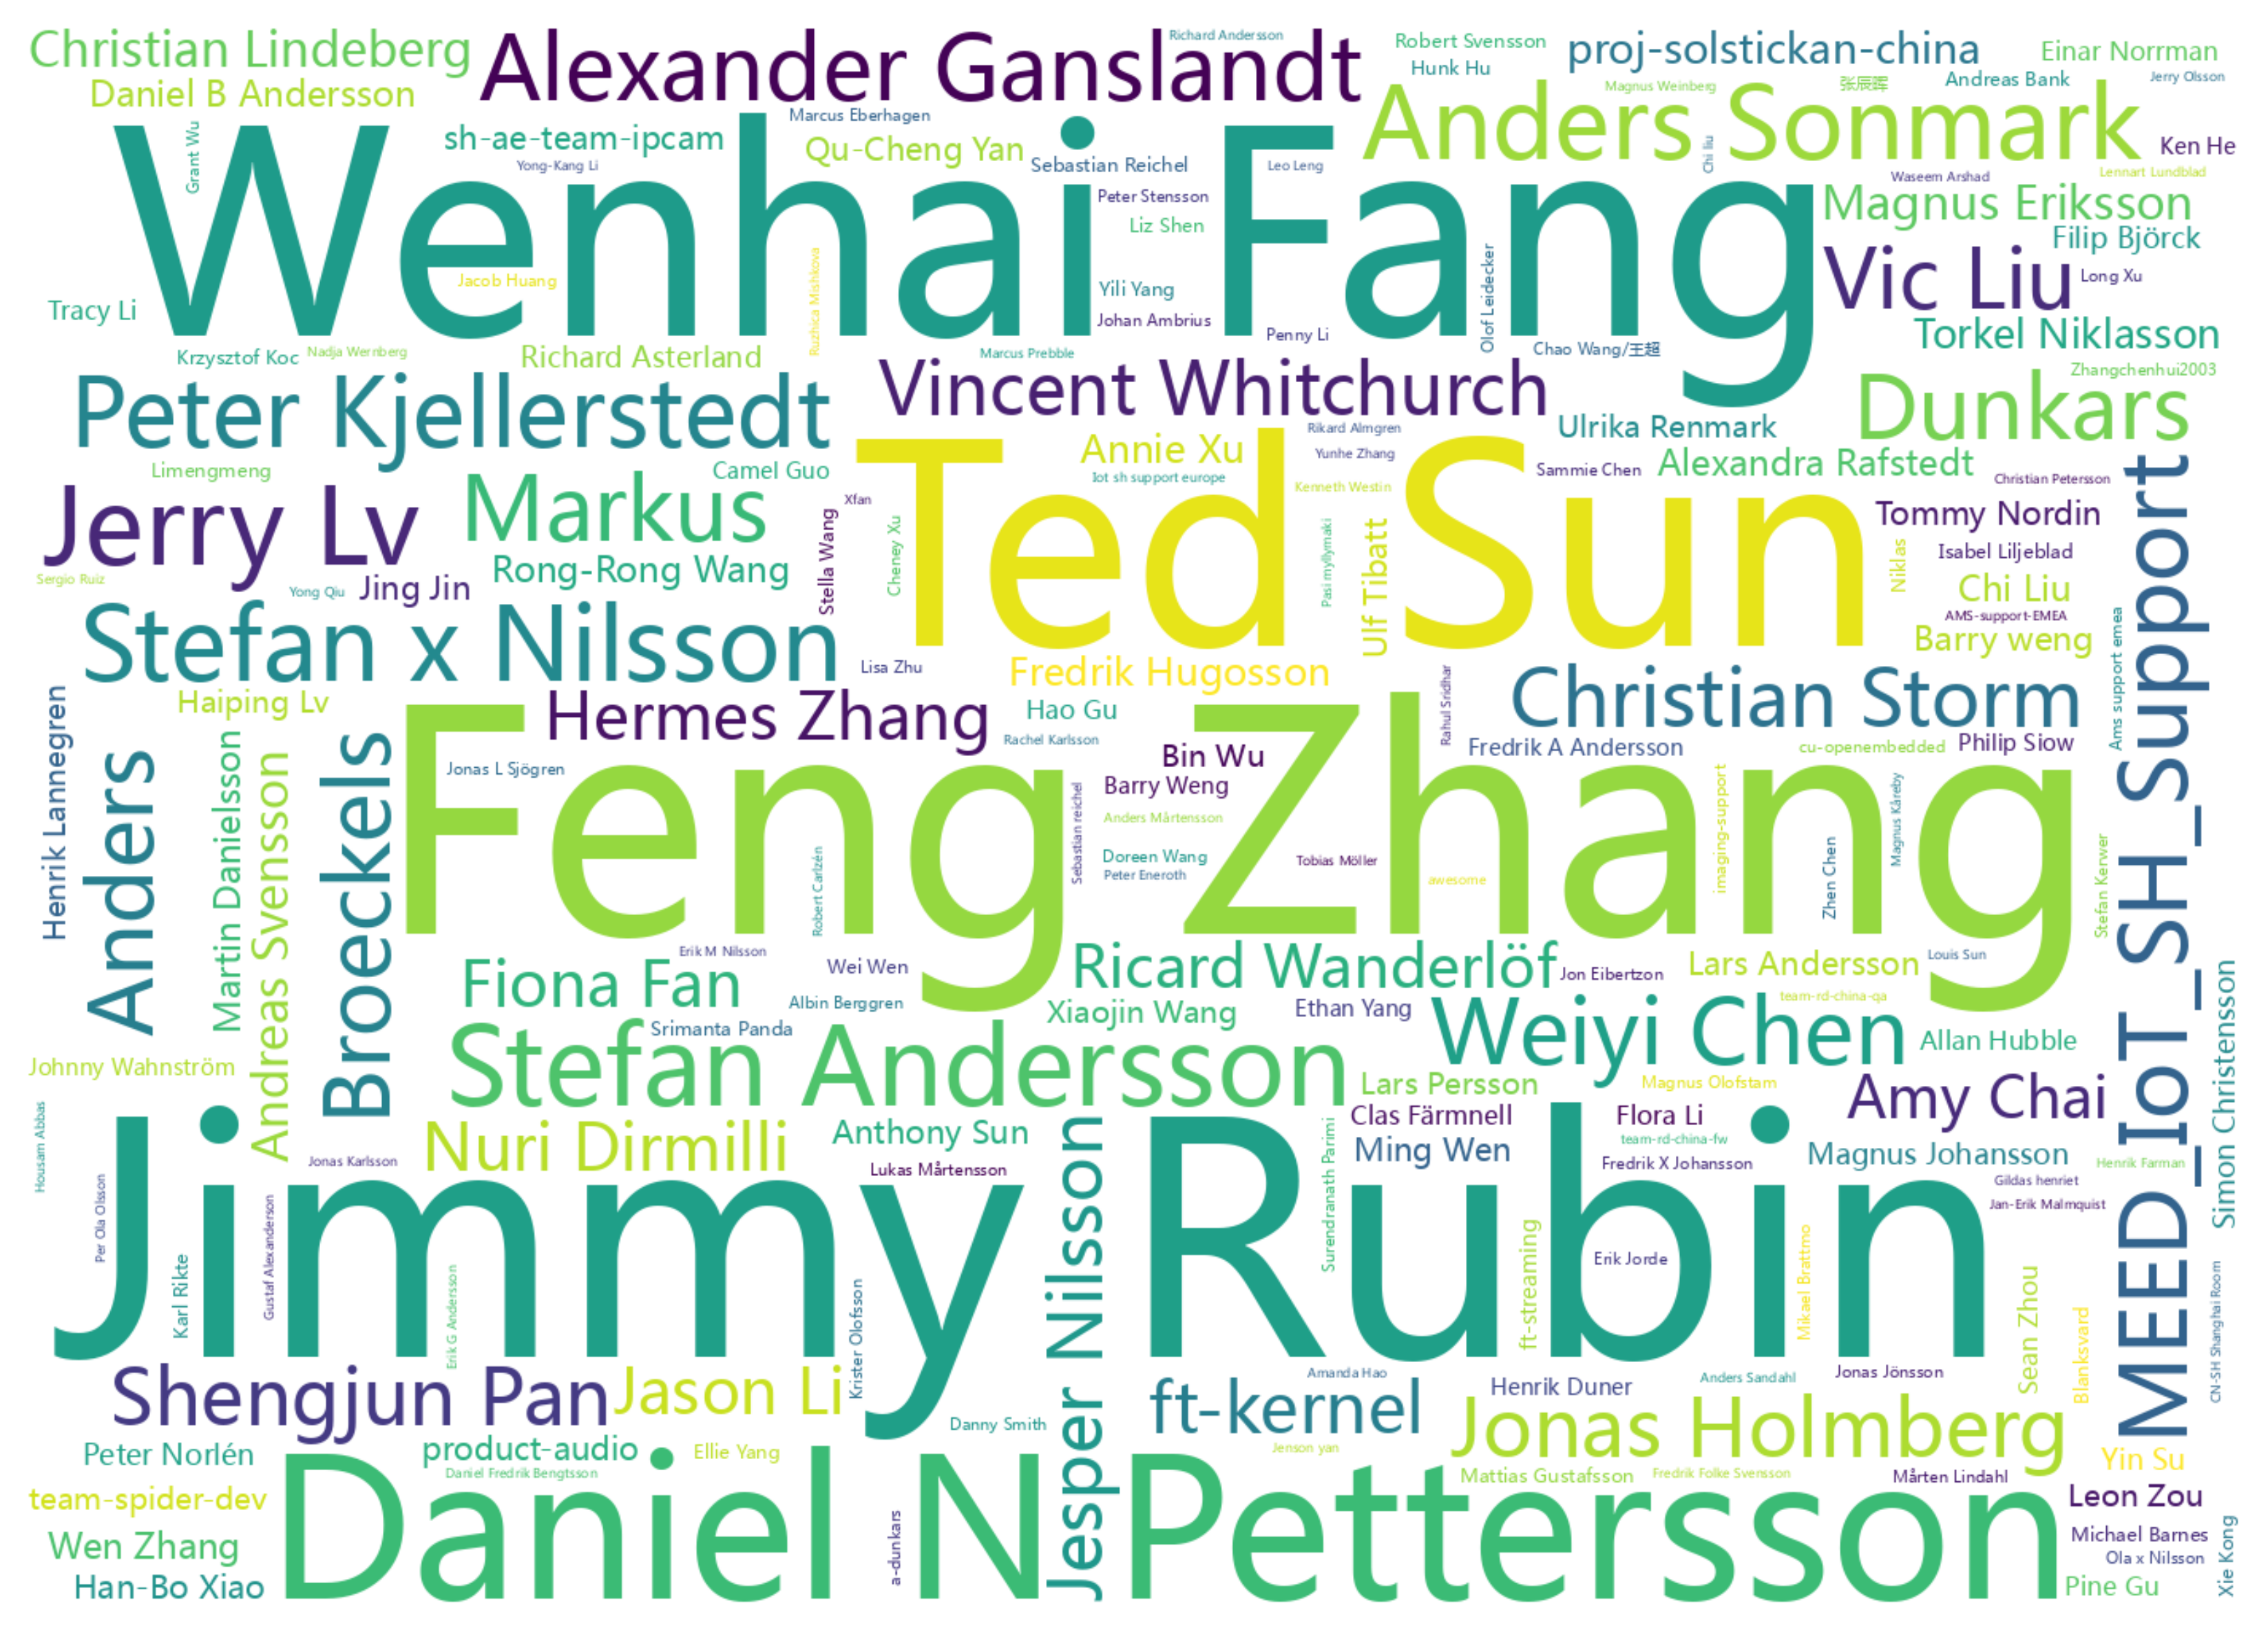 Christian Lindeberg
Alexander Ganslandt
Richard Andersson
Robert Svensson
Hunk Hu
proj-solstickan-china
Einar Norrman
Daniel B Andersson
Magnus Weinberg
张辰晖
Andreas Bank
Jerry Olsson
Anders Sonmark
Marcus Eberhagen
sh-ae-team-ipcam
Qu-Cheng Yan
Grant Wu
Yong-Kang Li
Sebastian Reichel
Leo Leng
Chi liu
Ken He
Waseem Arshad
Lennart Lundblad
Wenhai Fang
Peter Stensson
Liz Shen
Magnus Eriksson
Filip Björck
Jacob Huang
Ruzhica Mishkova
Yili Yang
Olof Leidecker
Vic Liu
Long Xu
Tracy Li
Johan Ambrius
Penny Li
Torkel Niklasson
Krzysztof Koc
Nadja Wernberg
Richard Asterland
Marcus Prebble
Chao Wang/王超
Zhangchenhui2003
Peter Kjellerstedt
Vincent Whitchurch
Dunkars
Rikard Almgren
Ulrika Renmark
Annie Xu
Yunhe Zhang
Limengmeng
Camel Guo
Iot sh support europe
Sammie Chen
Alexandra Rafstedt
Christian Petersson
Kenneth Westin
Ted Sun
Jerry Lv
Markus
Xfan
Stella Wang
Cheney Xu
Pasi myllymaki
Ulf Tibatt
Tommy Nordin
Niklas
Isabel Liljeblad
Rong-Rong Wang
Sergio Ruiz
Yong Qiu
Jing Jin
Chi Liu
AMS-support-EMEA
Ams support emea
Barry weng
MEED_IoT_SH_Support
Stefan x Nilsson
Lisa Zhu
Fredrik Hugosson
Rahul Sridhar
Christian Storm
Henrik Lannegren
Haiping Lv
Hermes Zhang
Hao Gu
Rachel Karlsson
Fredrik A Andersson
cu-openembedded
Philip Siow
Anders
Martin Danielsson
Andreas Svensson
Broeckels
Jonas L Sjögren
Bin Wu
Barry Weng
Feng Zhang
Sebastian reichel
Anders Mårtensson
imaging-support
Magnus Kåreby
Robert Carlzén
Doreen Wang
Peter Eneroth
Tobias Möller
awesome
Zhen Chen
Stefan Kerwer
Erik M Nilsson
Wei Wen
Ricard Wanderlöf
Jon Eibertzon
Lars Andersson
Louis Sun
Fiona Fan
Albin Berggren
Xiaojin Wang
Ethan Yang
team-rd-china-qa
Simon Christensson
Srimanta Panda
Weiyi Chen
Allan Hubble
Johnny Wahnström
Stefan Andersson
Lars Persson
Magnus Olofstam
Amy Chai
Housam Abbas
Nuri Dirmilli
Anthony Sun
Jesper Nilsson
Surendranath Parimi
Clas Färmnell
Flora Li
team-rd-china-fw
Ming Wen
Fredrik X Johansson
Magnus Johansson
Henrik Farman
Jonas Karlsson
Lukas Mårtensson
Gildas henriet
Jan-Erik Malmquist
Jimmy Rubin
Per Ola Olsson
Karl Rikte
Gustaf Alexanderson
Erik G Andersson
Krister Olofsson
ft-streaming
Erik Jorde
Mikael Brattmo
Sean Zhou
Blanksvard
CN-SH Shanghai Room
Shengjun Pan
Jason Li
Amanda Hao
ft-kernel
Henrik Duner
Anders Sandahl
Jonas Jönsson
Danny Smith
Jonas Holmberg
Peter Norlén
product-audio
Ellie Yang
Jenson yan
Yin Su
Daniel Fredrik Bengtsson
Mattias Gustafsson
Fredrik Folke Svensson
Mårten Lindahl
team-spider-dev
Daniel N Pettersson
Leon Zou
a-dunkars
Wen Zhang
Michael Barnes
Ola x Nilsson
Xie Kong
Han-Bo Xiao
Pine Gu